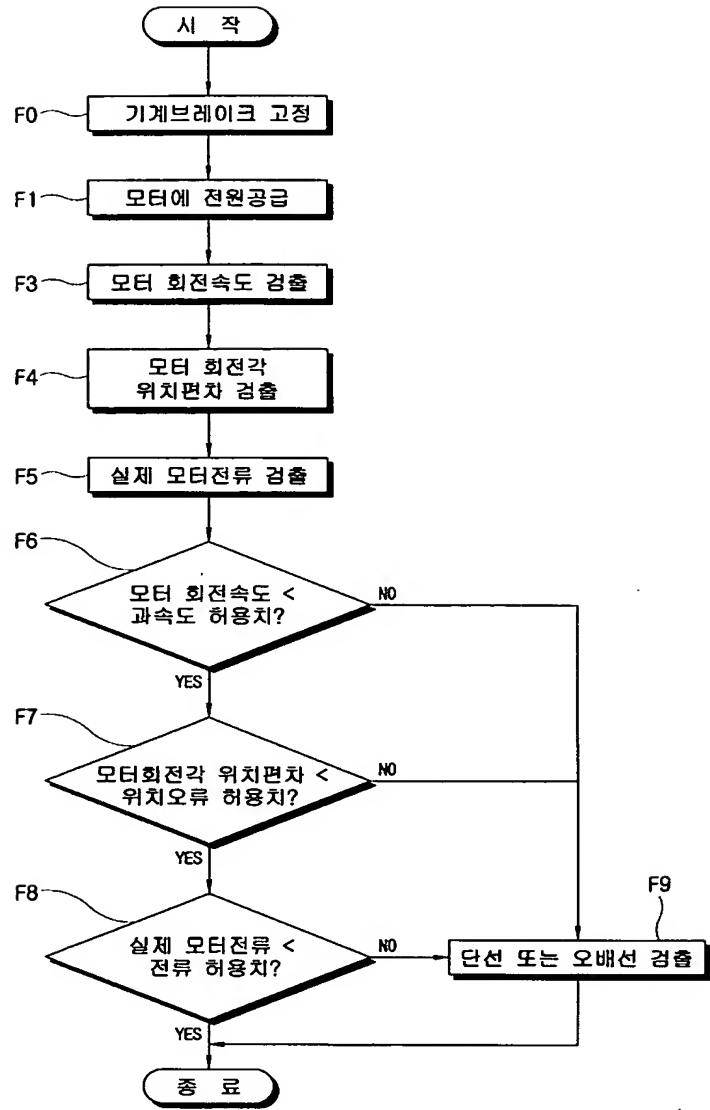 시 작
F0
기계브레이크 고정
F1
모터에 전원공급
F3
모터 회전속도 검출
F4
모터 회전각
위치편차 검출
F5
실제 모터전류 검출
F6
모터 회전속도 <
과속도 허용치?
NO
YES
F7
모터회전각 위치편차 <
위치오류 허용치?
NO
YES
F8
실제 모터전류 <
전류 허용치?
NO
F9
단선 또는 오배선 검출
YES
종 료